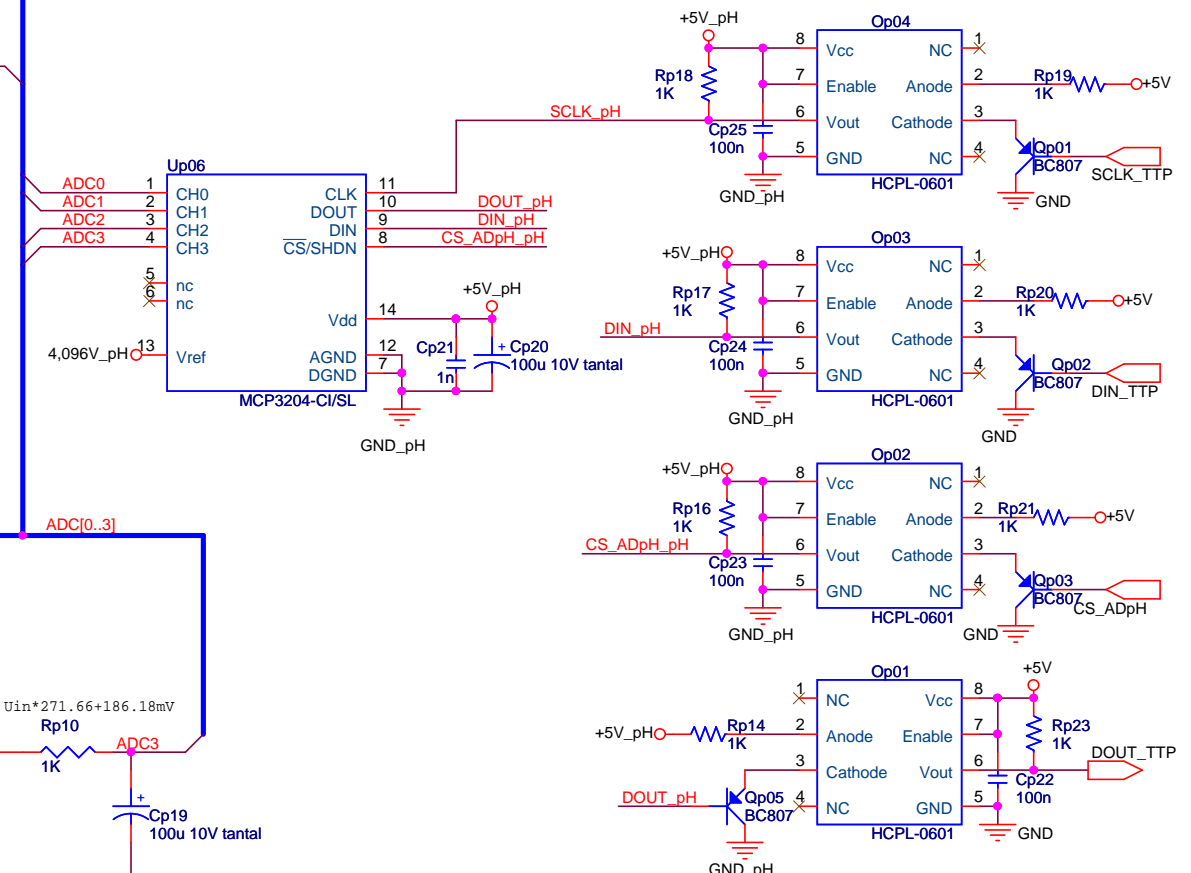 +5V_pH
Op04
8 Vcc NC 1
Rp18
1K
7 Enable Anode 2
Rp19
1K
+5V
SCLK_pH
6 Vout Cathode 3
Cp25
100n
5 GND NC 4
Qp01
BC807
SCLK_TTP
HCPL-0601
GND_pH
GND
Up06
ADC0 1 CH0 CLK 11
ADC1 2 CH1 DOUT 10 DOUT_pH
ADC2 3 CH2 DIN 9 DIN_pH
ADC3 4 CH3 CS/SHDN 8 CS_ADpH_pH
5 nc
6 nc
+5V_pH
Vdd 14
4,096V_pH 13 Vref
AGND 12
DGND 7
Cp21
1n
+ Cp20
100u 10V tantal
MCP3204-CI/SL
GND_pH
Op03
+5V_pH
8 Vcc NC 1
Rp17
1K
7 Enable Anode 2
Rp20
1K
+5V
DIN_pH
6 Vout Cathode 3
Cp24
100n
5 GND NC 4
Qp02
BC807
DIN_TTP
HCPL-0601
GND_pH
GND
Op02
+5V_pH
8 Vcc NC 1
Rp16
1K
7 Enable Anode 2
Rp21
1K
+5V
CS_ADpH_pH
6 Vout Cathode 3
Cp23
100n
5 GND NC 4
Qp03
BC807
CS_ADpH
HCPL-0601
GND_pH
GND
ADC[0..3]
Uin*271.66+186.18mV
Rp10
1K
ADC3
+
Cp19
100u 10V tantal
Op01
+5V
1 NC Vcc 8
+5V_pH
Rp14
1K
2 Anode Enable 7
Rp23
1K
3 Cathode Vout 6
DOUT_TTP
Cp22
100n
DOUT_pH
Qp05
BC807
4 NC GND 5
HCPL-0601
GND
GND_pH